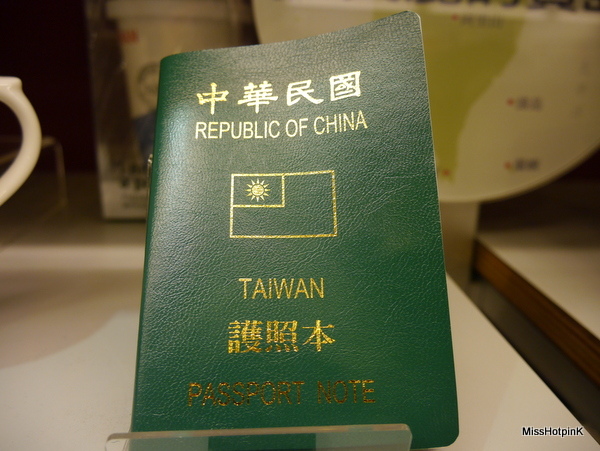 中華民國
REPUBLIC OF CHINA
TAIWAN
護照本
PASSPORT NOTE
MissHotpinK